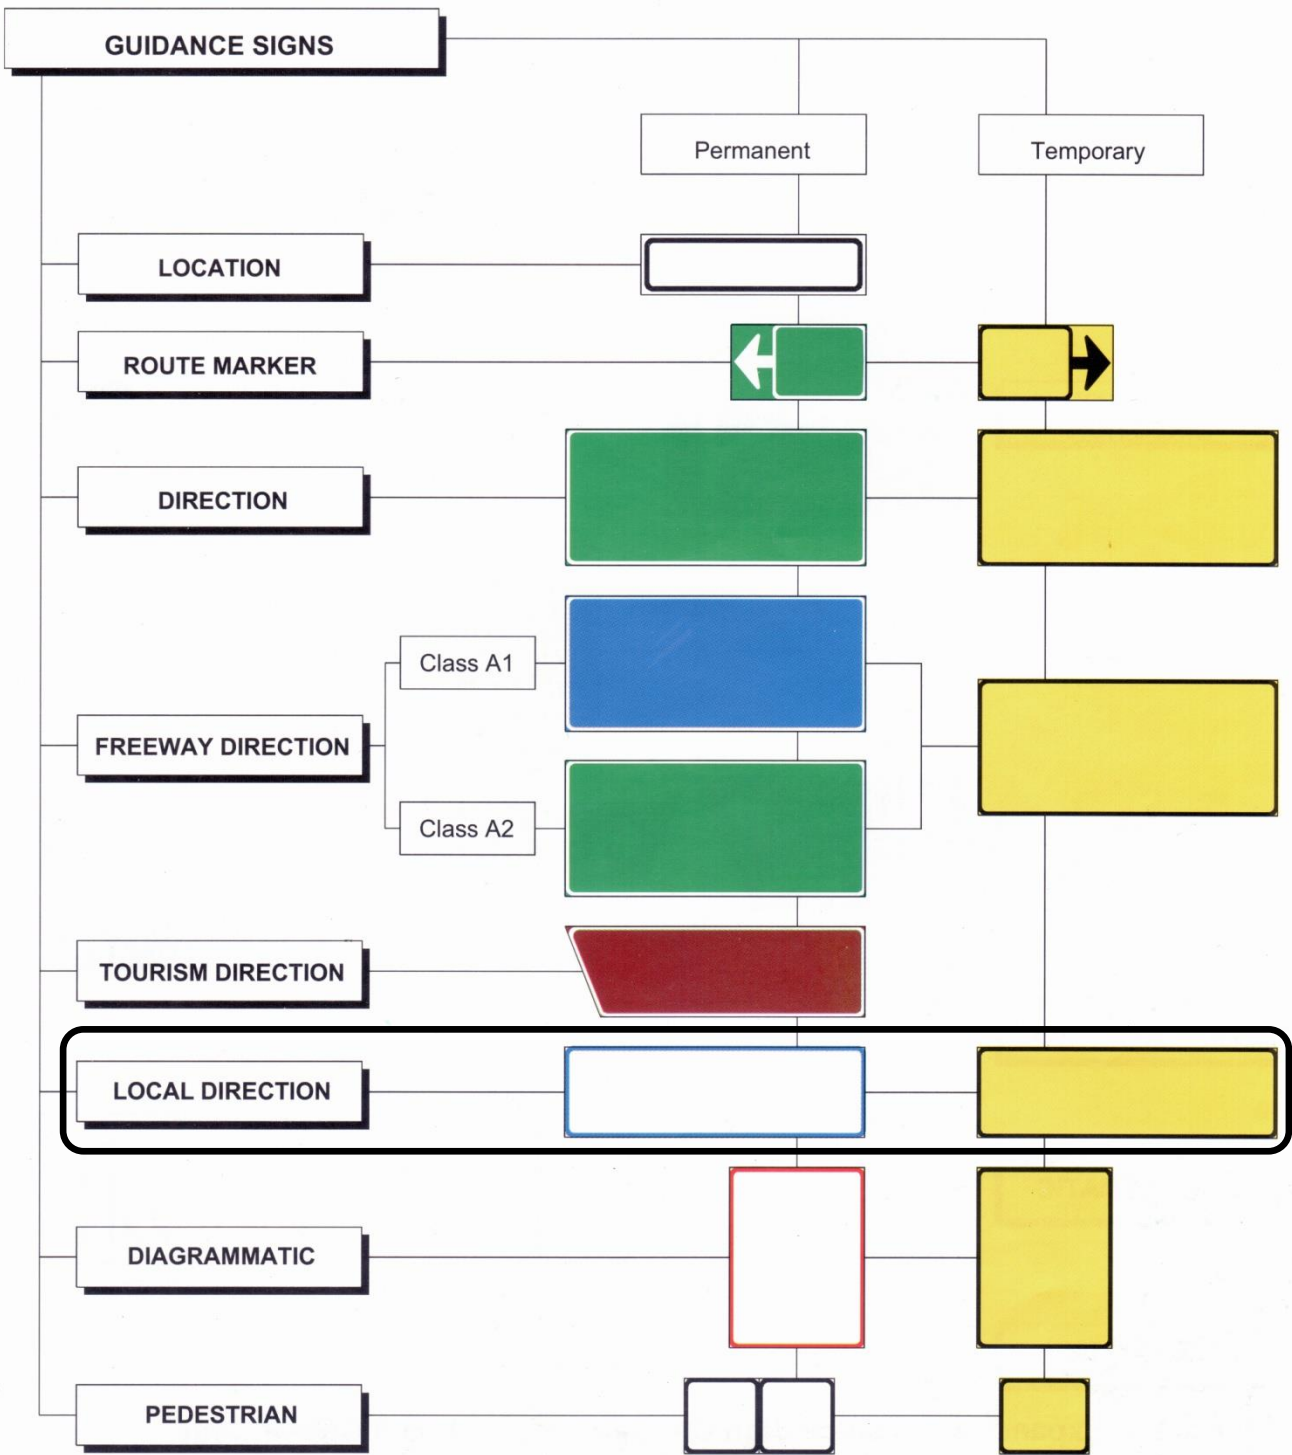 GUIDANCE SIGNS
Permanent
Temporary
LOCATION
ROUTE MARKER
DIRECTION
Class A1
FREEWAY DIRECTION
Class A2
TOURISM DIRECTION
LOCAL DIRECTION
DIAGRAMMATIC
PEDESTRIAN